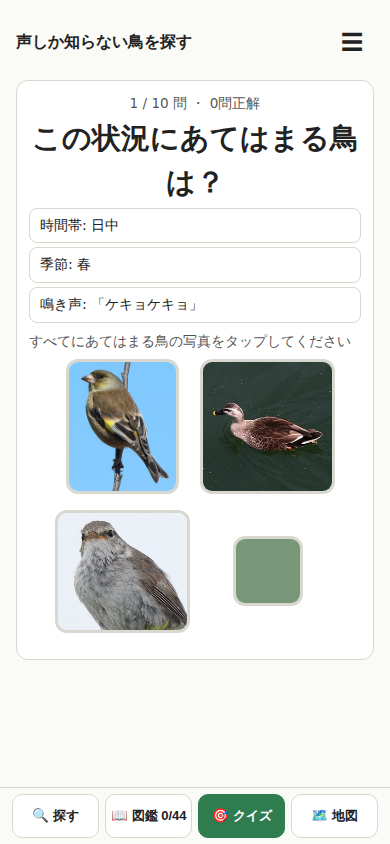 声しか知らない鳥を探す
☰
1 / 10 問 ・ 0問正解
この状況にあてはまる鳥
は？
時間帯: 日中
季節: 春
鳴き声: 「ケキョケキョ」
すべてにあてはまる鳥の写真をタップしてください
🔍 探す
📖 図鑑 0/44
🎯 クイズ
🗺️ 地図